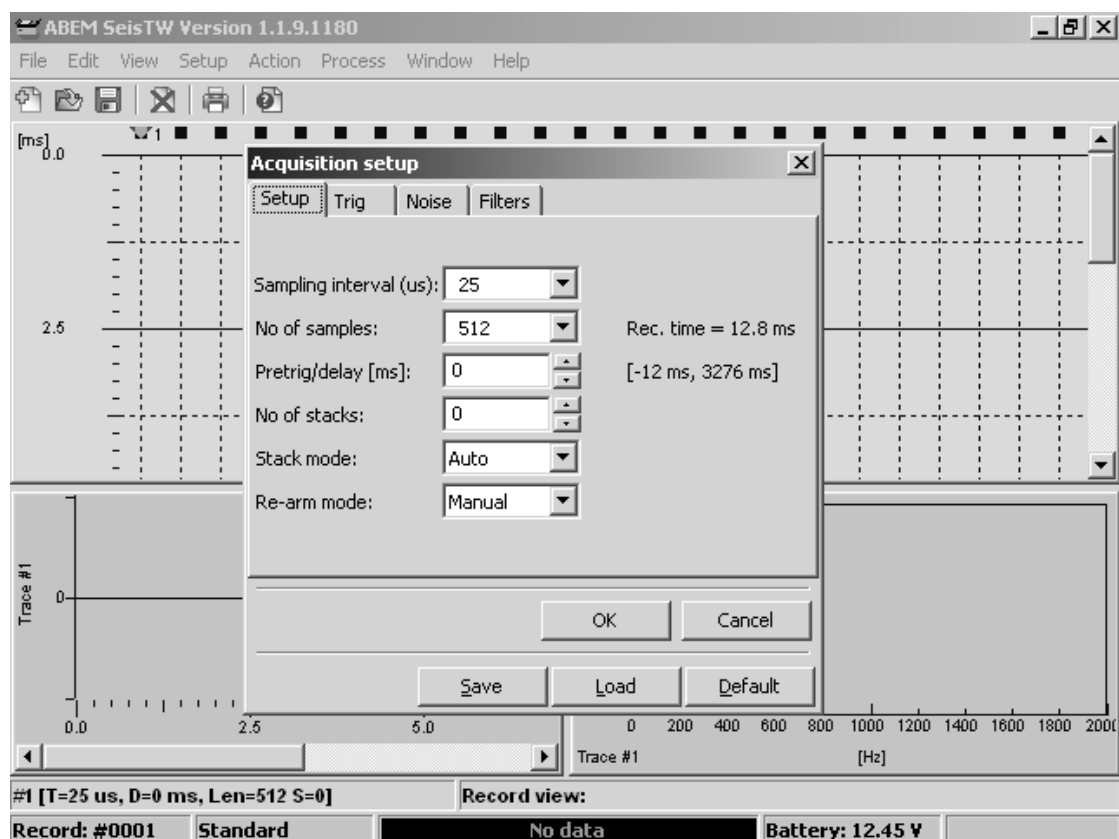 ABEM SeisTW Version 1.1.9.1180
File Edit View Setup Action Process Window Help
[ms]
1
0.0
2.5
Acquisition setup
Setup Trig Noise Filters
Sampling interval (us): 25
No of samples: 512 Rec. time = 12.8 ms
Pretrig/delay [ms]: 0 [-12 ms, 3276 ms]
No of stacks: 0
Stack mode: Auto
Re-arm mode: Manual
OK Cancel
Save Load Default
Trace #1
0
0.0 2.5 5.0
0 200 400 600 800 1000 1200 1400 1600 1800 2000
Trace #1 [Hz]
#1 [T=25 us, D=0 ms, Len=512 S=0] Record view:
Record: #0001 Standard No data Battery: 12.45 V